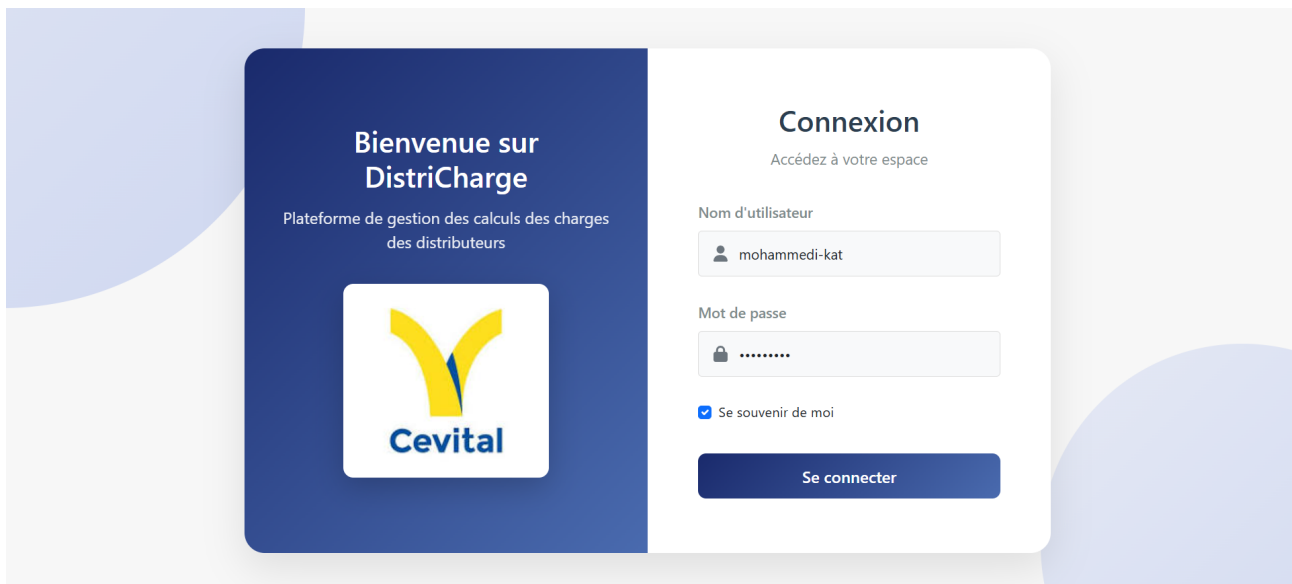 Bienvenue sur
DistriCharge
Plateforme de gestion des calculs des charges
des distributeurs
Cevital
Connexion
Accédez à votre espace
Nom d'utilisateur
mohammedi-kat
Mot de passe
•••••••••
Se souvenir de moi
Se connecter